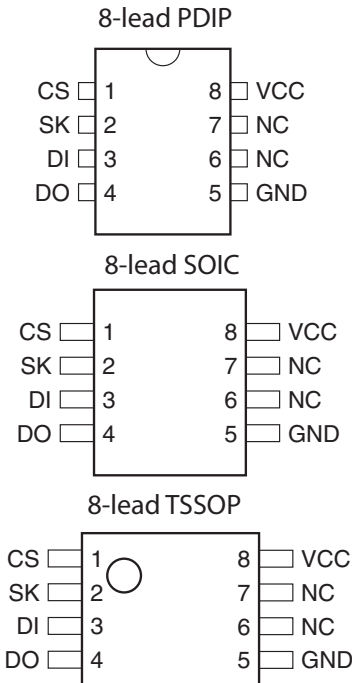 8-lead PDIP
CS 1 8 VCC
SK 2 7 NC
DI 3 6 NC
DO 4 5 GND
8-lead SOIC
CS 1 8 VCC
SK 2 7 NC
DI 3 6 NC
DO 4 5 GND
8-lead TSSOP
CS 1 8 VCC
SK 2 7 NC
DI 3 6 NC
DO 4 5 GND